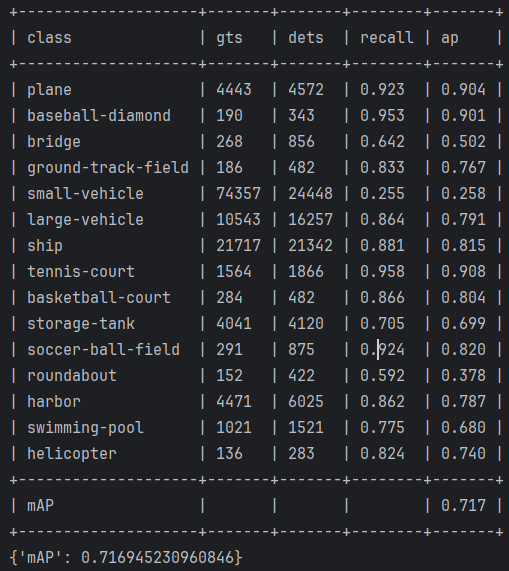 +--------------------+-------+-------+--------+-------+
| class              | gts   | dets  | recall | ap    |
+--------------------+-------+-------+--------+-------+
| plane              | 4443  | 4572  | 0.923  | 0.904 |
| baseball-diamond   | 190   | 343   | 0.953  | 0.901 |
| bridge             | 268   | 856   | 0.642  | 0.502 |
| ground-track-field | 186   | 482   | 0.833  | 0.767 |
| small-vehicle      | 74357 | 24448 | 0.255  | 0.258 |
| large-vehicle      | 10543 | 16257 | 0.864  | 0.791 |
| ship               | 21717 | 21342 | 0.881  | 0.815 |
| tennis-court       | 1564  | 1866  | 0.958  | 0.908 |
| basketball-court   | 284   | 482   | 0.866  | 0.804 |
| storage-tank       | 4041  | 4120  | 0.705  | 0.699 |
| soccer-ball-field  | 291   | 875   | 0.924  | 0.820 |
| roundabout         | 152   | 422   | 0.592  | 0.378 |
| harbor             | 4471  | 6025  | 0.862  | 0.787 |
| swimming-pool      | 1021  | 1521  | 0.775  | 0.680 |
| helicopter         | 136   | 283   | 0.824  | 0.740 |
+--------------------+-------+-------+--------+-------+
| mAP                |       |       |        | 0.717 |
+--------------------+-------+-------+--------+-------+
{'mAP': 0.716945230960846}